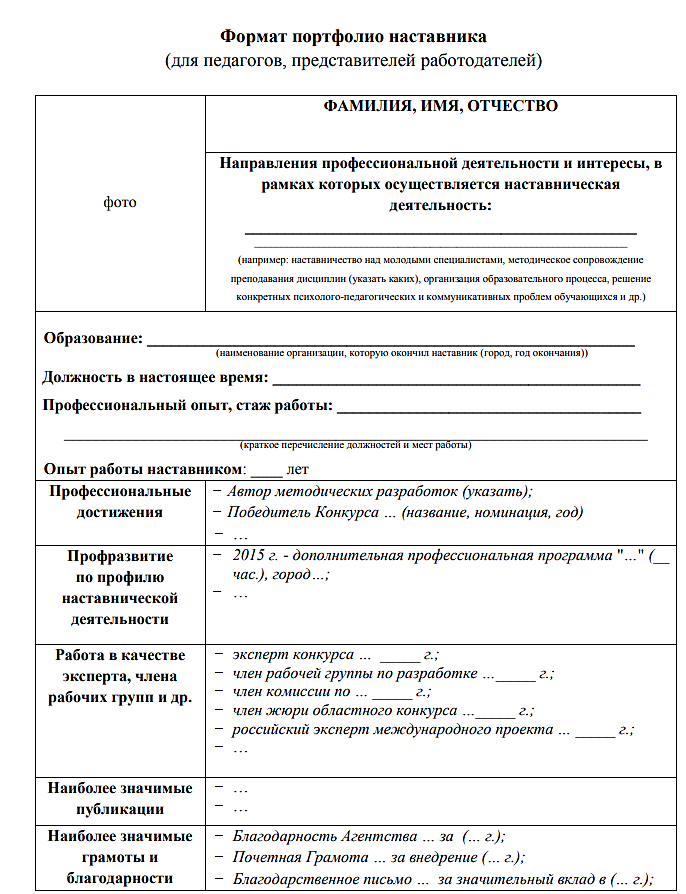 Формат портфолио наставника
(для педагогов, представителей работодателей)
фото
ФАМИЛИЯ, ИМЯ, ОТЧЕСТВО
Направления профессиональной деятельности и интересы, в
рамках которых осуществляется наставническая
деятельность:
(например: наставничество над молодыми специалистами, методическое сопровождение
преподавания дисциплин (указать каких), организация образовательного процесса, решение
конкретных психолого-педагогических и коммуникативных проблем обучающихся и др.)
Образование: ____
(наименование организации, которую окончил наставник (город, год окончания))
Должность в настоящее время: ____
Профессиональный опыт, стаж работы: ____
(краткое перечисление должностей и мест работы)
Опыт работы наставником: ____ лет
Профессиональные
достижения
− Автор методических разработок (указать);
− Победитель Конкурса … (название, номинация, год)
− …
Профразвитие
по профилю
наставнической
деятельности
− 2015 г. - дополнительная профессиональная программа "…" (__
час.), город…;
− …
Работа в качестве
эксперта, члена
рабочих групп и др.
− эксперт конкурса … _____ г.;
− член рабочей группы по разработке …_____ г.;
− член комиссии по … _____ г.;
− член жюри областного конкурса …_____ г.;
− российский эксперт международного проекта … _____ г.;
− …
Наиболее значимые
публикации
− …
− …
Наиболее значимые
грамоты и
благодарности
− Благодарность Агентства … за (… г.);
− Почетная Грамота … за внедрение (… г.);
− Благодарственное письмо … за значительный вклад в (… г.);